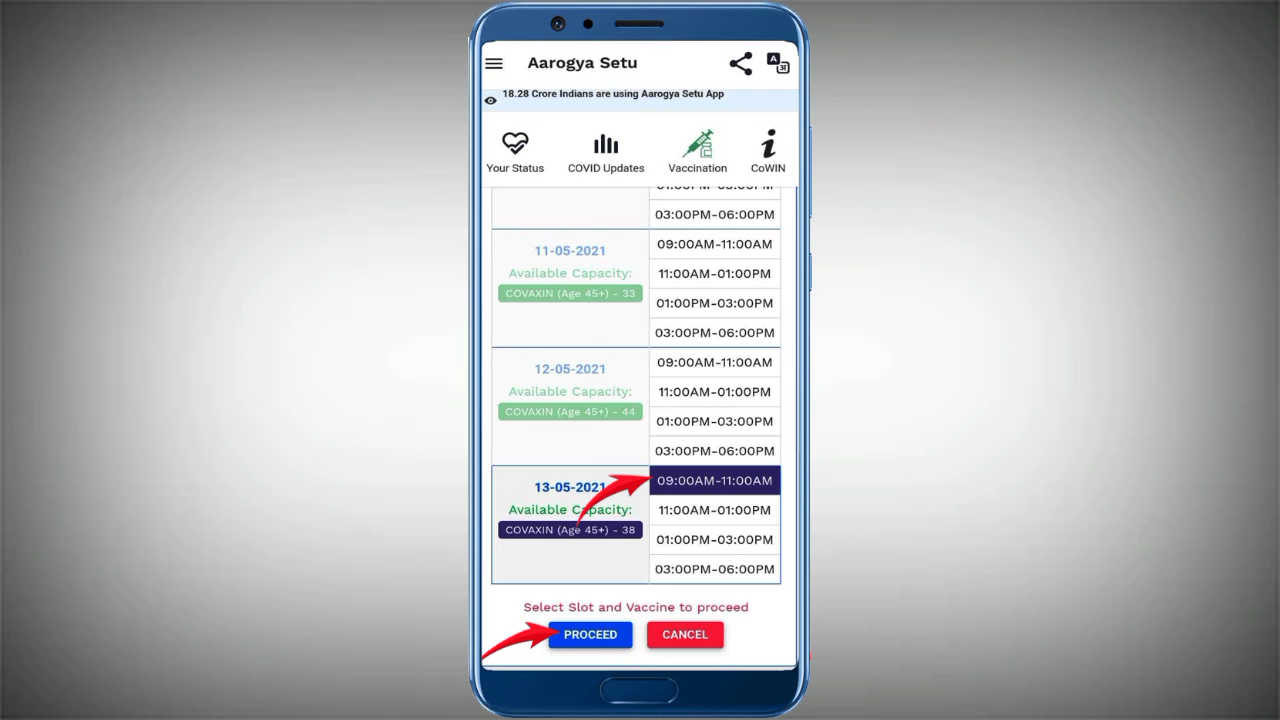 Aarogya Setu
18.28 Crore Indians are using Aarogya Setu App
Your Status
COVID Updates
Vaccination
CoWIN
03:00PM-06:00PM
11-05-2021
Available Capacity:
COVAXIN (Age 45+) - 33
09:00AM-11:00AM
11:00AM-01:00PM
01:00PM-03:00PM
03:00PM-06:00PM
12-05-2021
Available Capacity:
COVAXIN (Age 45+) - 44
09:00AM-11:00AM
11:00AM-01:00PM
01:00PM-03:00PM
03:00PM-06:00PM
13-05-2021
Available Capacity:
COVAXIN (Age 45+) - 38
09:00AM-11:00AM
11:00AM-01:00PM
01:00PM-03:00PM
03:00PM-06:00PM
Select Slot and Vaccine to proceed
PROCEED
CANCEL